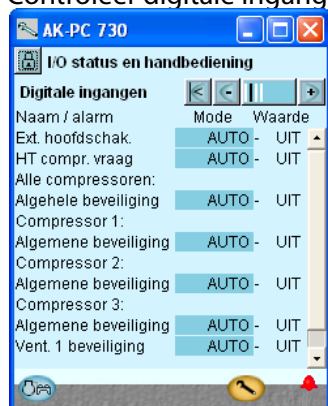 Controleer digitale ingang
AK-PC 730
I/O status en handbediening
Digitale ingangen
Naam / alarm Mode Waarde
Ext. hoofdschak. AUTO - UIT
HT compr. vraag AUTO - UIT
Alle compressoren:
Algehele beveiliging AUTO - UIT
Compressor 1:
Algemene beveiliging AUTO - UIT
Compressor 2:
Algemene beveiliging AUTO - UIT
Compressor 3:
Algemene beveiliging AUTO - UIT
Vent. 1 beveiliging AUTO - UIT